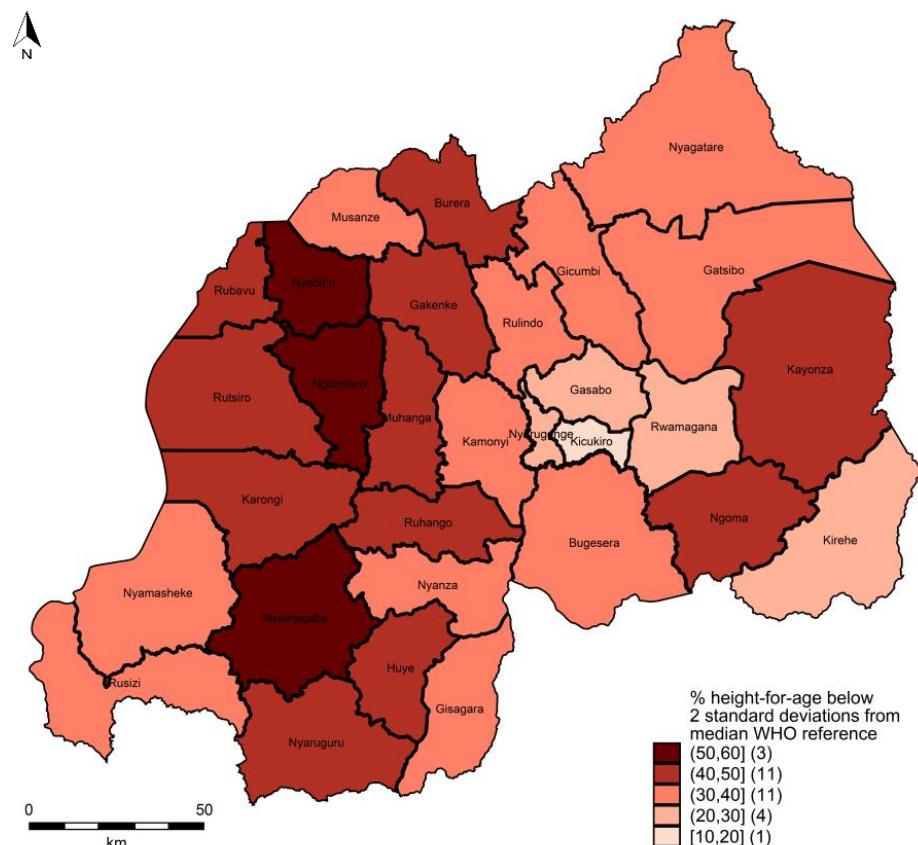 N
Nyagatare
Burera
Musanze
Gicumbi
Gatsibo
Nyabihu
Rubavu
Gakenke
Rulindo
Kayonza
Gasabo
Ngororero
Rutsiro
Muhanga
Rwamagana
Kamonyi
Nyarugenge
Kicukiro
Karongi
Ngoma
Ruhango
Kirehe
Bugesera
Nyanza
Nyamasheke
Nyamagabe
Huye
Rusizi
Gisagara
Nyaruguru
% height-for-age below
2 standard deviations from
median WHO reference
(50,60] (3)
(40,50] (11)
(30,40] (11)
(20,30] (4)
[10,20] (1)
0 50
km